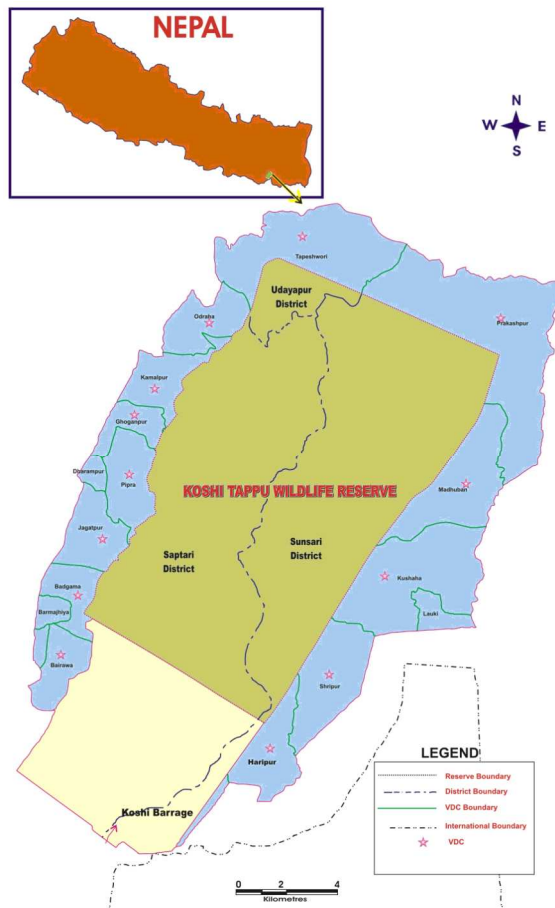 NEPAL
N
W E
S
Tapeshwori
Udayapur
District
Odraha
Prakashpur
Kamalpur
Ghoganpur
Dharampur
Pipra
KOSHI TAPPU WILDLIFE RESERVE
Madhuban
Jagatpur
Saptari
District
Sunsari
District
Badgama
Barmajhiya
Kushaha
Lauki
Bairawa
Shripur
Haripur
Koshi Barrage
LEGEND
Reserve Boundary
District Boundary
VDC Boundary
International Boundary
VDC
0 2 4
Kilometres